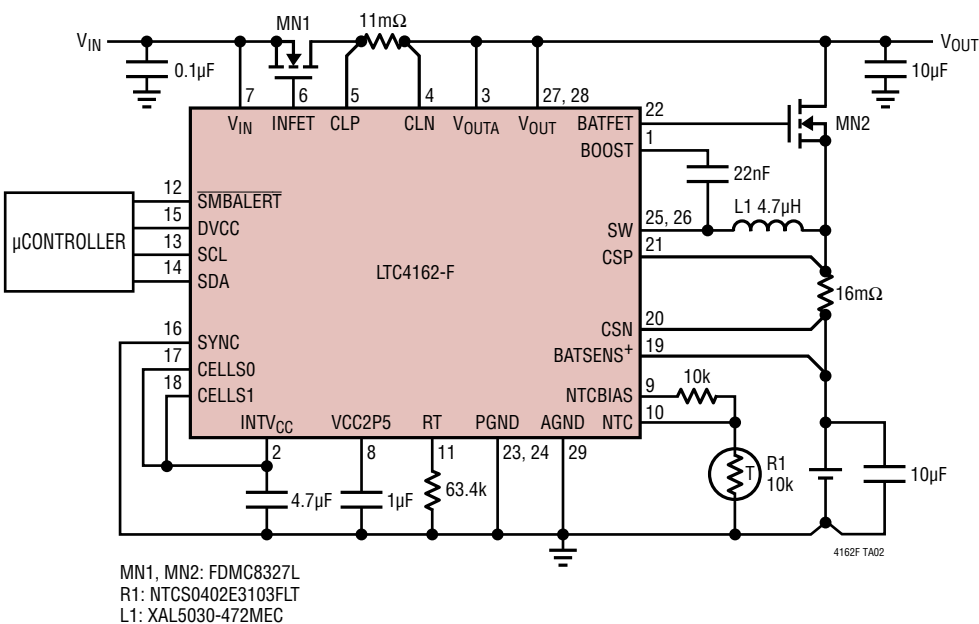 MN1
11mΩ
VIN
VOUT
0.1µF
10µF
7
6
5
4
3
27, 28
VIN
INFET
CLP
CLN
VOUTA
VOUT
BATFET
22
MN2
BOOST
1
22nF
L1 4.7µH
12
SMBALERT
15
DVCC
µCONTROLLER
13
SCL
14
SDA
LTC4162-F
SW
25, 26
CSP
21
16mΩ
16
SYNC
17
CELLS0
18
CELLS1
CSN
20
BATSENS+
19
NTCBIAS
9
10k
NTC
10
INTVCC
VCC2P5
RT
PGND
AGND
2
8
11
23, 24
29
4.7µF
1µF
63.4k
T
R1
10k
10µF
4162F TA02
MN1, MN2: FDMC8327L
R1: NTCS0402E3103FLT
L1: XAL5030-472MEC